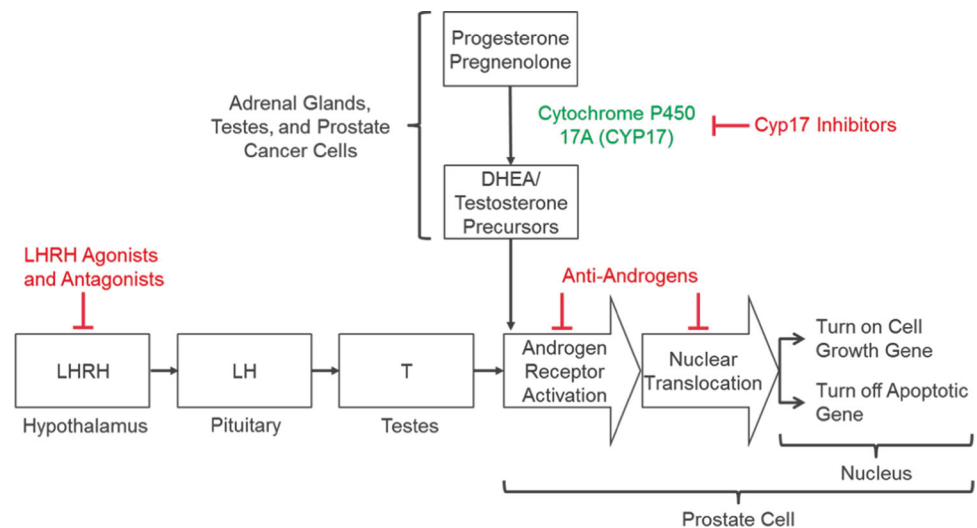 Progesterone
Pregnenolone
Adrenal Glands,
Testes, and Prostate
Cancer Cells
Cytochrome P450
17A (CYP17)
Cyp17 Inhibitors
DHEA/
Testosterone
Precursors
LHRH Agonists
and Antagonists
Anti-Androgens
LHRH
LH
T
Androgen
Receptor
Activation
Nuclear
Translocation
Turn on Cell
Growth Gene
Turn off Apoptotic
Gene
Hypothalamus
Pituitary
Testes
Nucleus
Prostate Cell